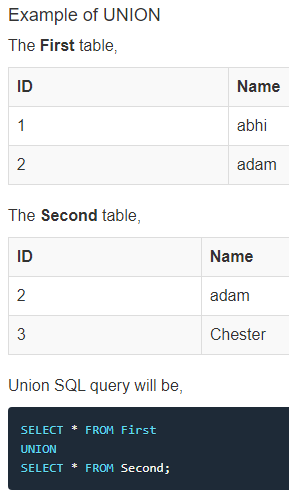 Example of UNION
The First table,
ID Name
1 abhi
2 adam
The Second table,
ID Name
2 adam
3 Chester
Union SQL query will be,
SELECT * FROM First
UNION
SELECT * FROM Second;